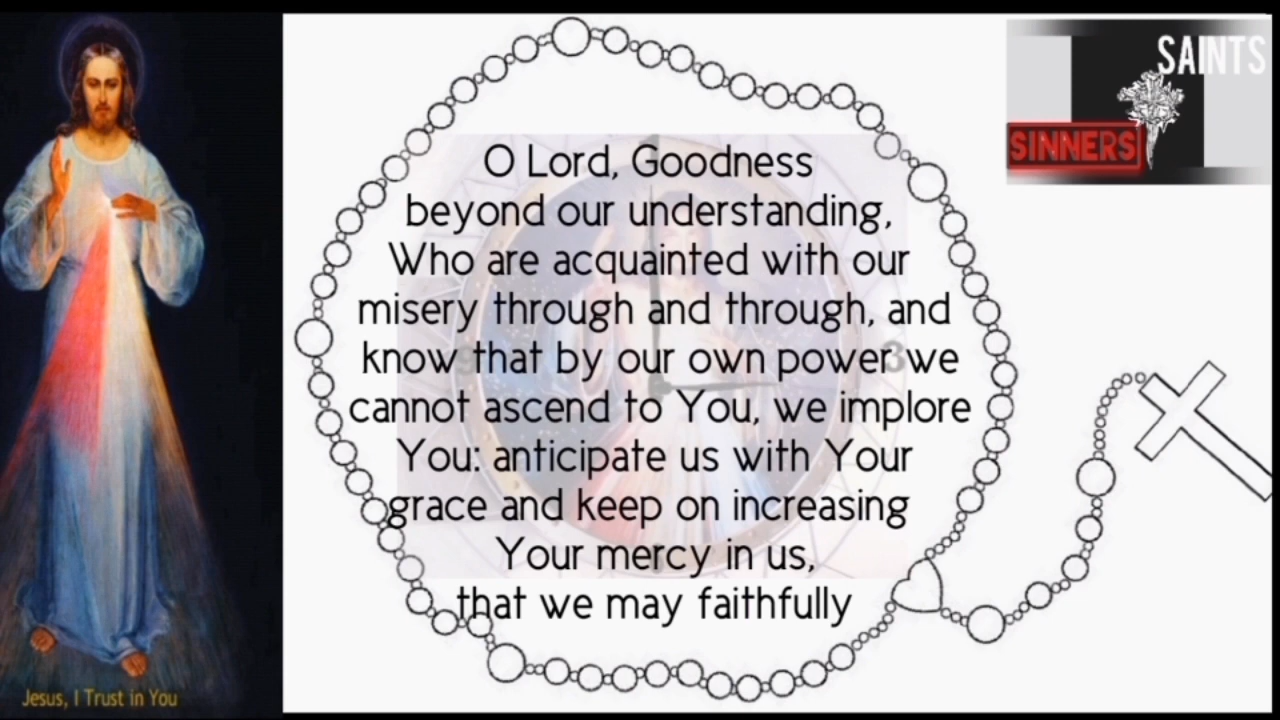 SAINTS
SINNERS
O Lord, Goodness
beyond our understanding,
Who are acquainted with our
misery through and through, and
know that by our own power we
cannot ascend to You, we implore
You: anticipate us with Your
grace and keep on increasing
Your mercy in us,
that we may faithfully
3
9
Jesus, I Trust in You